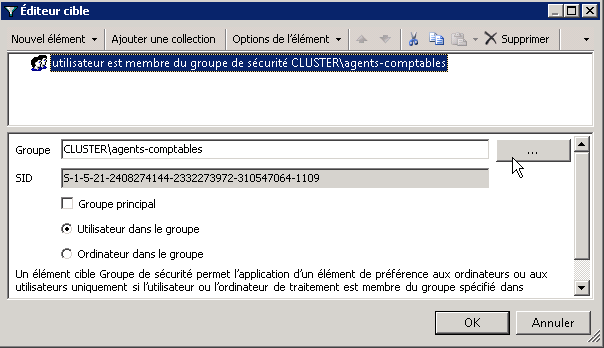 Éditeur cible
Nouvel élément Ajouter une collection Options de l'élément Supprimer
utilisateur est membre du groupe de sécurité CLUSTER\agents-comptables
Groupe CLUSTER\agents-comptables ...
SID S-1-5-21-2408274144-2332273972-310547064-1109
Groupe principal
Utilisateur dans le groupe
Ordinateur dans le groupe
Un élément cible Groupe de sécurité permet l'application d'un élément de préférence aux ordinateurs ou aux
utilisateurs uniquement si l'utilisateur ou l'ordinateur de traitement est membre du groupe spécifié dans
OK Annuler